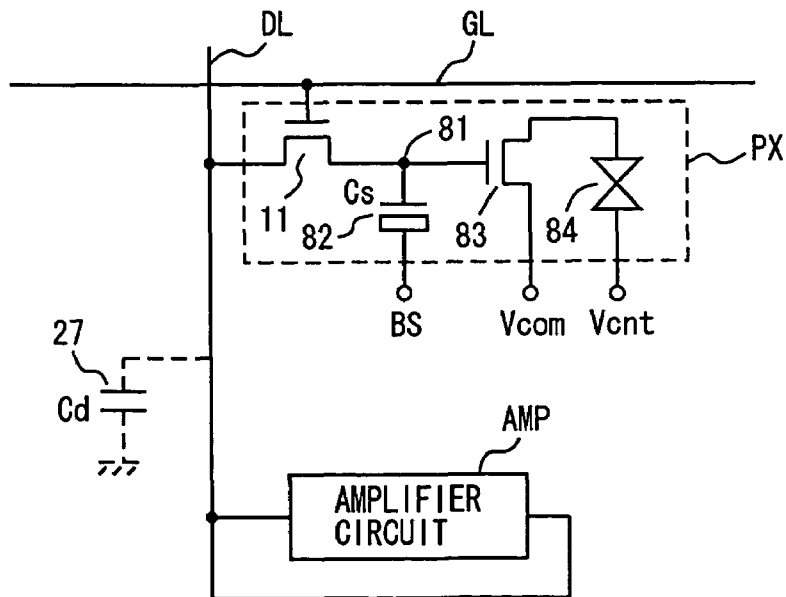 DL
GL
81
PX
Cs
11
82
83
84
BS
Vcom
Vcnt
27
Cd
AMP
AMPLIFIER
CIRCUIT